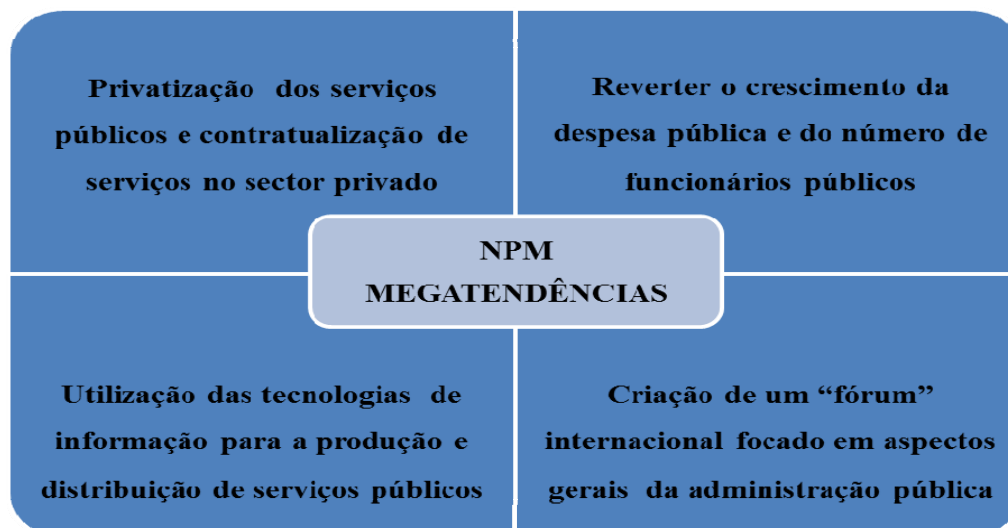 Privatização dos serviços
públicos e contratualização de
serviços no sector privado
Reverter o crescimento da
despesa pública e do número de
funcionários públicos
NPM
MEGATENDÊNCIAS
Utilização das tecnologias de
informação para a produção e
distribuição de serviços públicos
Criação de um “fórum”
internacional focado em aspectos
gerais da administração pública